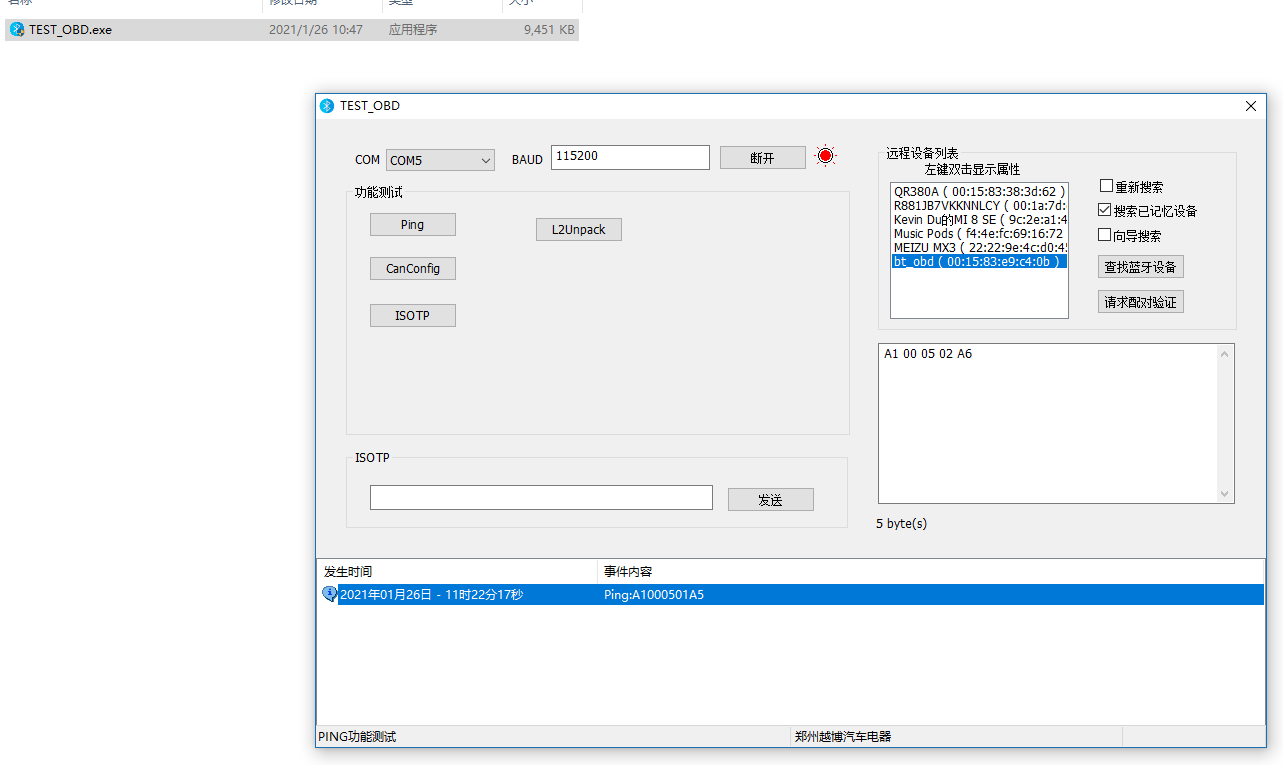 名称 修改日期 类型 大小
TEST_OBD.exe 2021/1/26 10:47 应用程序 9,451 KB
TEST_OBD
COM COM5 BAUD 115200 断开
功能测试
Ping L2Unpack
CanConfig
ISOTP
远程设备列表
左键双击显示属性
QR380A ( 00:15:83:38:3d:62 )
R881JB7VKKNNLCY ( 00:1a:7d:
Kevin Du的MI 8 SE ( 9c:2e:a1:4
Music Pods ( f4:4e:fc:69:16:72
MEIZU MX3 ( 22:22:9e:4c:d0:45
bt_obd ( 00:15:83:e9:c4:0b )
重新搜索
搜索已记忆设备
向导搜索
查找蓝牙设备
请求配对验证
A1 00 05 02 A6
5 byte(s)
ISOTP
发送
发生时间 事件内容
2021年01月26日 - 11时22分17秒 Ping:A1000501A5
PING功能测试 郑州越博汽车电器